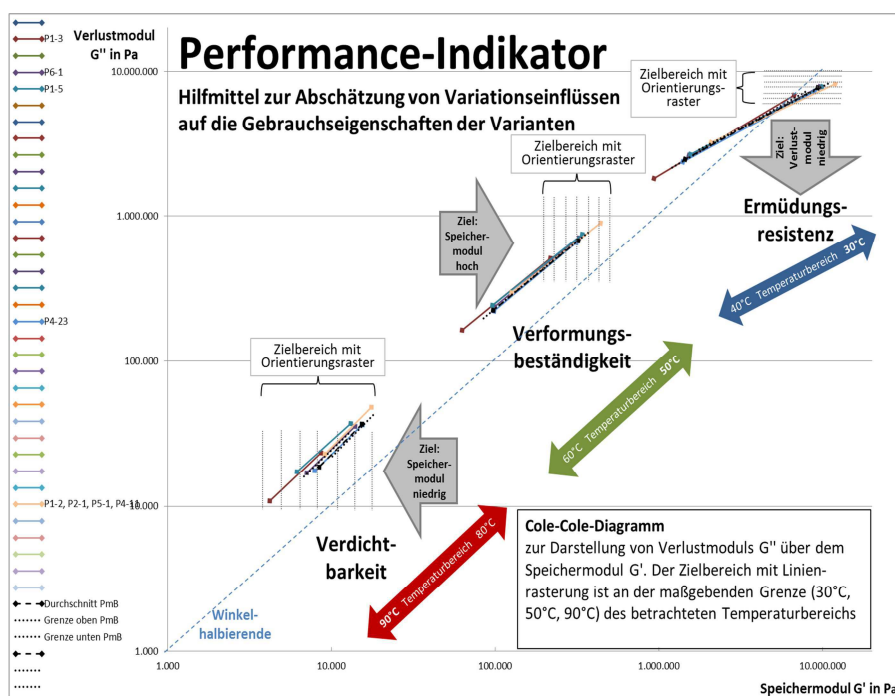 Verlustmodul
G'' in Pa
P1-3
P6-1
P1-5
P4-23
P1-2, P2-1, P5-1, P4-11
Durchschnitt PmB
Grenze oben PmB
Grenze unten PmB
10.000.000
1.000.000
100.000
10.000
1.000
Performance-Indikator
Hilfmittel zur Abschätzung von Variationseinflüssen
auf die Gebrauchseigenschaften der Varianten
Zielbereich mit
Orientierungs-
raster
Ziel:
Verlust-
modul
niedrig
Ermüdungs-
resistenz
40°C Temperaturbereich 30°C
Zielbereich mit
Orientierungsraster
Ziel:
Speicher-
modul
hoch
Verformungs-
beständigkeit
60°C Temperaturbereich 50°C
Zielbereich mit
Orientierungsraster
Ziel:
Speicher-
modul
niedrig
Verdicht-
barkeit
90°C Temperaturbereich 80°C
Winkel-
halbierende
Cole-Cole-Diagramm
zur Darstellung von Verlustmoduls G'' über dem
Speichermodul G'. Der Zielbereich mit Linien-
rasterung ist an der maßgebenden Grenze (30°C,
50°C, 90°C) des betrachteten Temperaturbereichs
1.000
10.000
100.000
1.000.000
10.000.000
Speichermodul G' in Pa